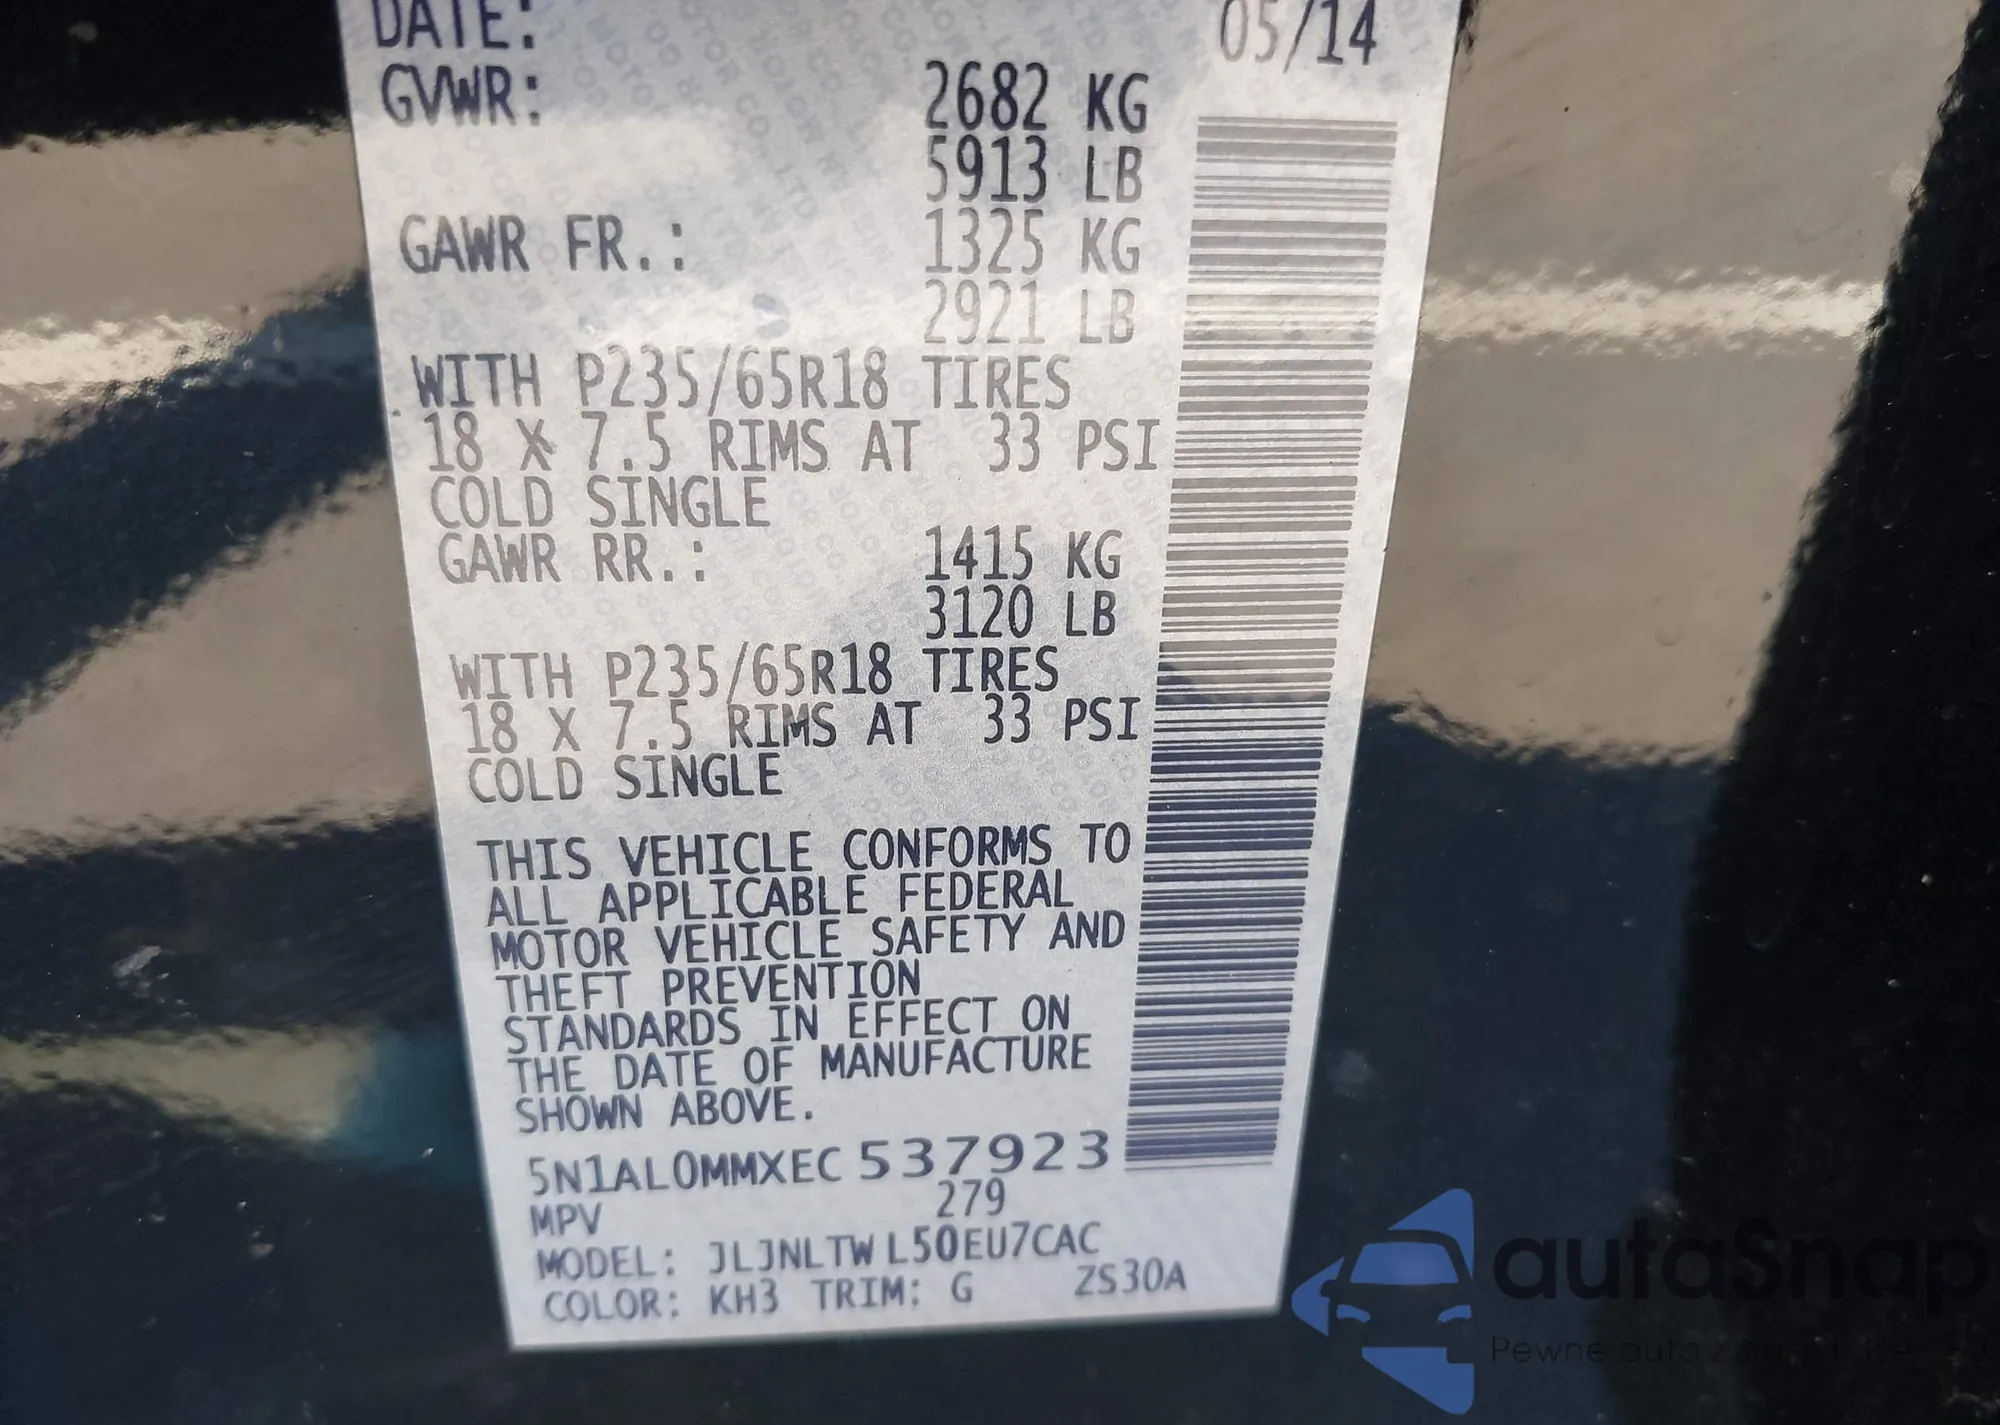 DATE: 05/14
GVWR: 2682 KG
5913 LB
GAWR FR.: 1325 KG
2921 LB
WITH P235/65R18 TIRES
18 X 7.5 RIMS AT 33 PSI
COLD SINGLE
GAWR RR.: 1415 KG
3120 LB
WITH P235/65R18 TIRES
18 X 7.5 RIMS AT 33 PSI
COLD SINGLE
THIS VEHICLE CONFORMS TO
ALL APPLICABLE FEDERAL
MOTOR VEHICLE SAFETY AND
THEFT PREVENTION
STANDARDS IN EFFECT ON
THE DATE OF MANUFACTURE
SHOWN ABOVE.
5N1AL0MMXEC537923
MPV 279
MODEL: JLJNLTWL50EU7CAC
COLOR: KH3 TRIM: G ZS30A
autaSnap
Pewne auto z